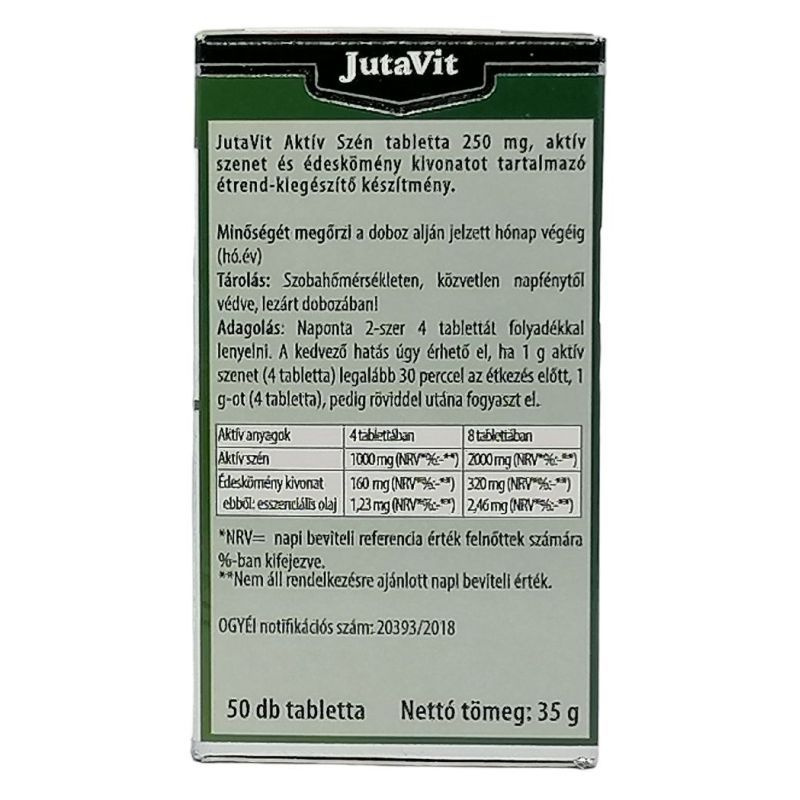 JutaVit
JutaVit Aktív Szén tabletta 250 mg, aktív
szenet és édeskömény kivonatot tartalmazó
étrend-kiegészítő készítmény.
Minőségét megőrzi a doboz alján jelzett hónap végéig
(hó.év)
Tárolás: Szobahőmérsékleten, közvetlen napfénytől
védve, lezárt dobozában!
Adagolás: Naponta 2-szer 4 tablettát folyadékkal
lenyelni. A kedvező hatás úgy érhető el, ha 1 g aktív
szenet (4 tabletta) legalább 30 perccel az étkezés előtt, 1
g-ot (4 tabletta), pedig röviddel utána fogyaszt el.
Aktív anyagok 4 tablettában 8 tablettában
Aktív szén 1000 mg (NRV*%:-**) 2000 mg (NRV*%:-**)
Édeskömény kivonat 160 mg (NRV*%:-**) 320 mg (NRV*%:-**)
ebből: esszenciális olaj 1,23 mg (NRV*%:-**) 2,46 mg (NRV*%:-**)
*NRV= napi beviteli referencia érték felnőttek számára
%-ban kifejezve.
**Nem áll rendelkezésre ajánlott napi beviteli érték.
OGYÉI notifikációs szám: 20393/2018
50 db tabletta Nettó tömeg: 35 g